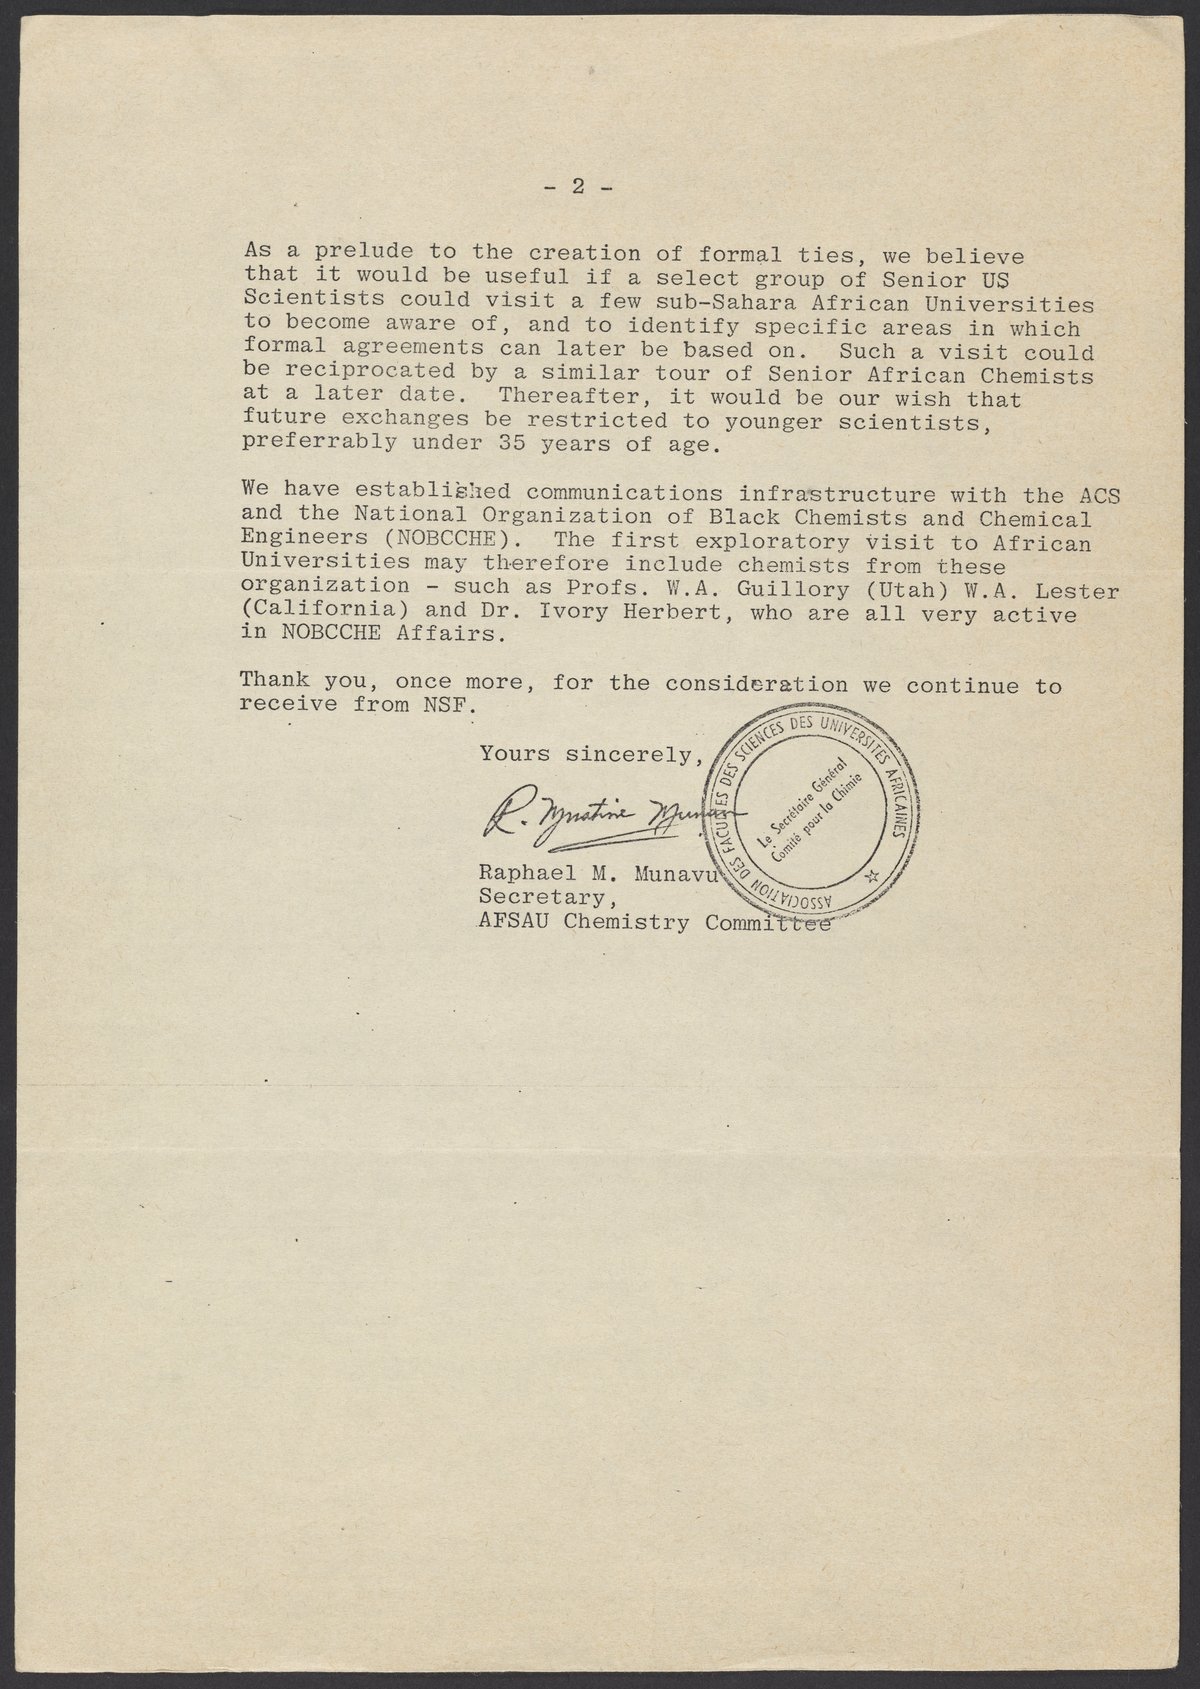 - 2 -
As a prelude to the creation of formal ties, we believe
that it would be useful if a select group of Senior US
Scientists could visit a few sub-Sahara African Universities
to become aware of, and to identify specific areas in which
formal agreements can later be based on.  Such a visit could
be reciprocated by a similar tour of Senior African Chemists
at a later date.  Thereafter, it would be our wish that
future exchanges be restricted to younger scientists,
preferrably under 35 years of age.
We have established communications infrastructure with the ACS
and the National Organization of Black Chemists and Chemical
Engineers (NOBCCHE).  The first exploratory visit to African
Universities may therefore include chemists from these
organization - such as Profs. W.A. Guillory (Utah) W.A. Lester
(California) and Dr. Ivory Herbert, who are all very active
in NOBCCHE Affairs.
Thank you, once more, for the consideration we continue to
receive from NSF.
Yours sincerely,
R. Munavu
Raphael M. Munavu
Secretary,
AFSAU Chemistry Committee
ASSOCIATION DES FACULTES DES SCIENCES DES UNIVERSITES AFRICAINES
Le Secrétaire Général
Comité pour la Chimie